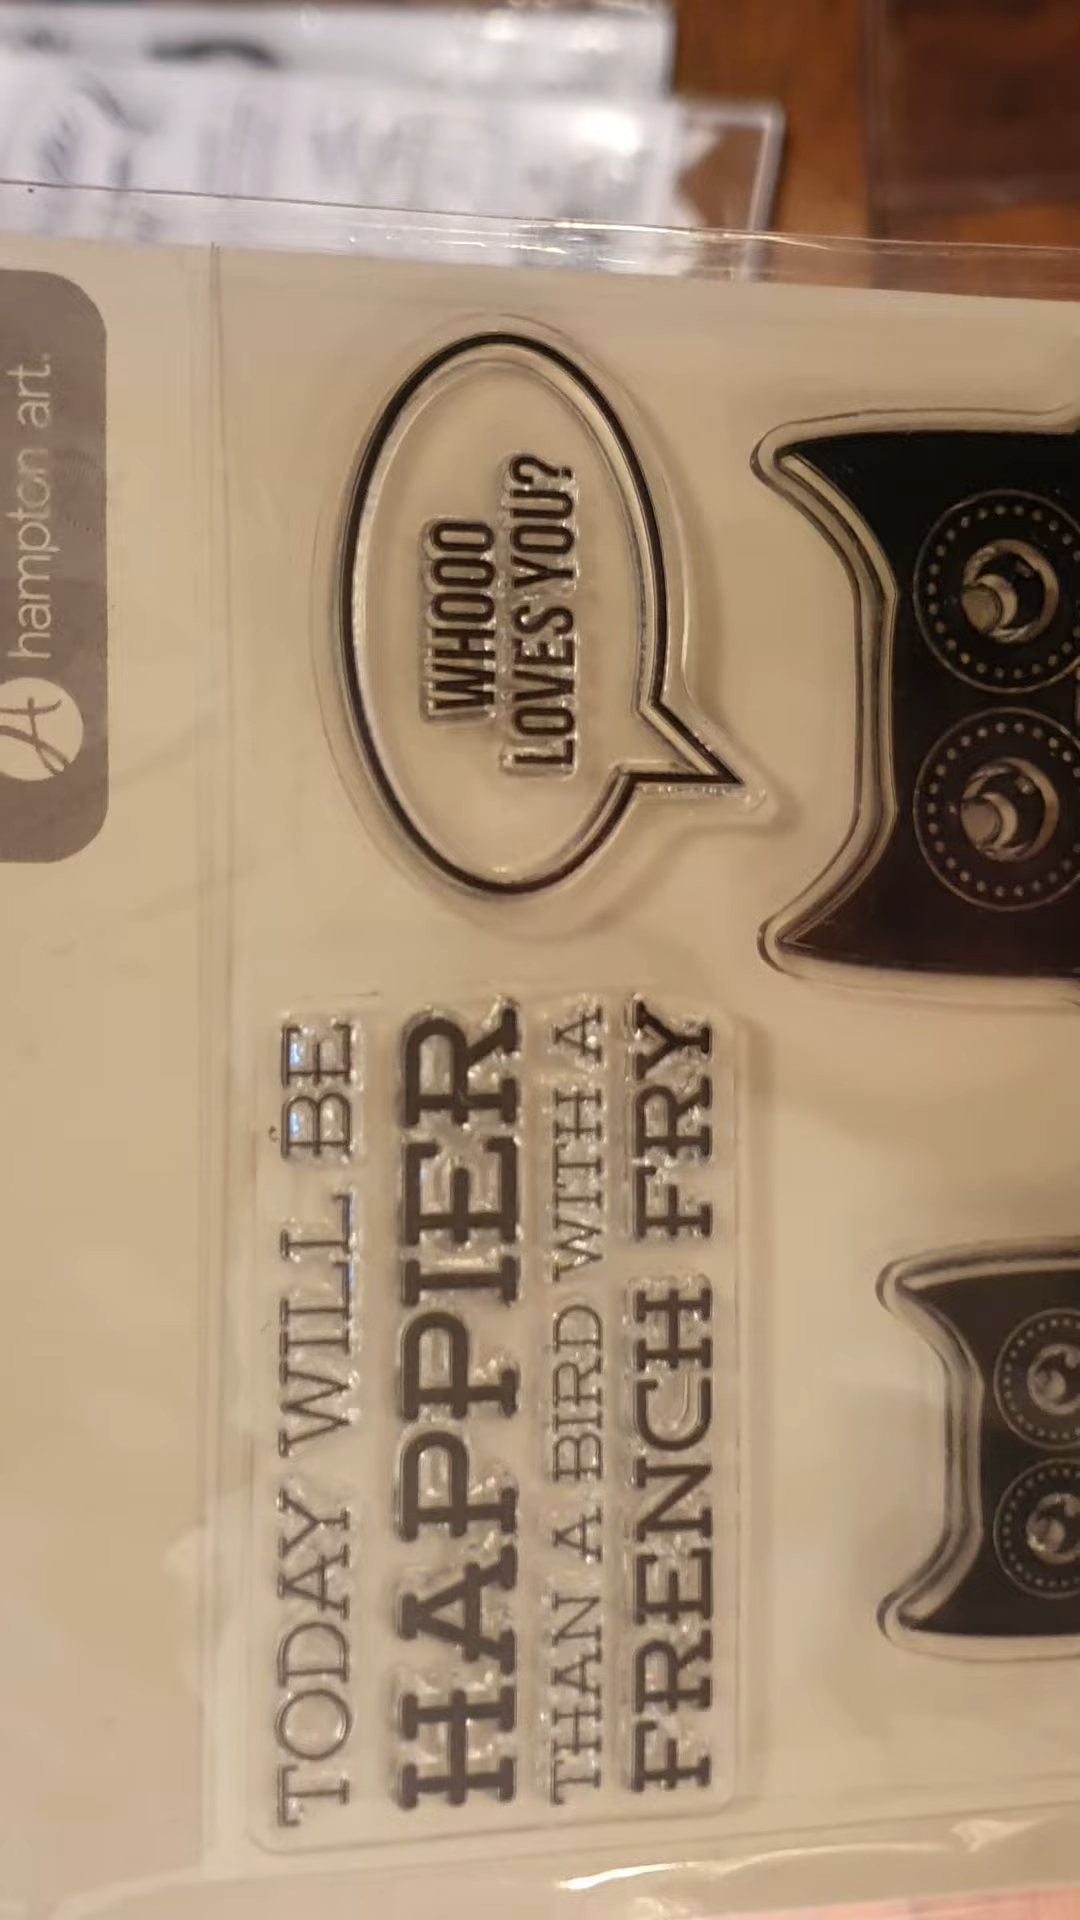 hampton art.
WHOOO
LOVES YOU?
TODAY WILL BE
HAPPIER
THAN A BIRD WITH A
FRENCH FRY